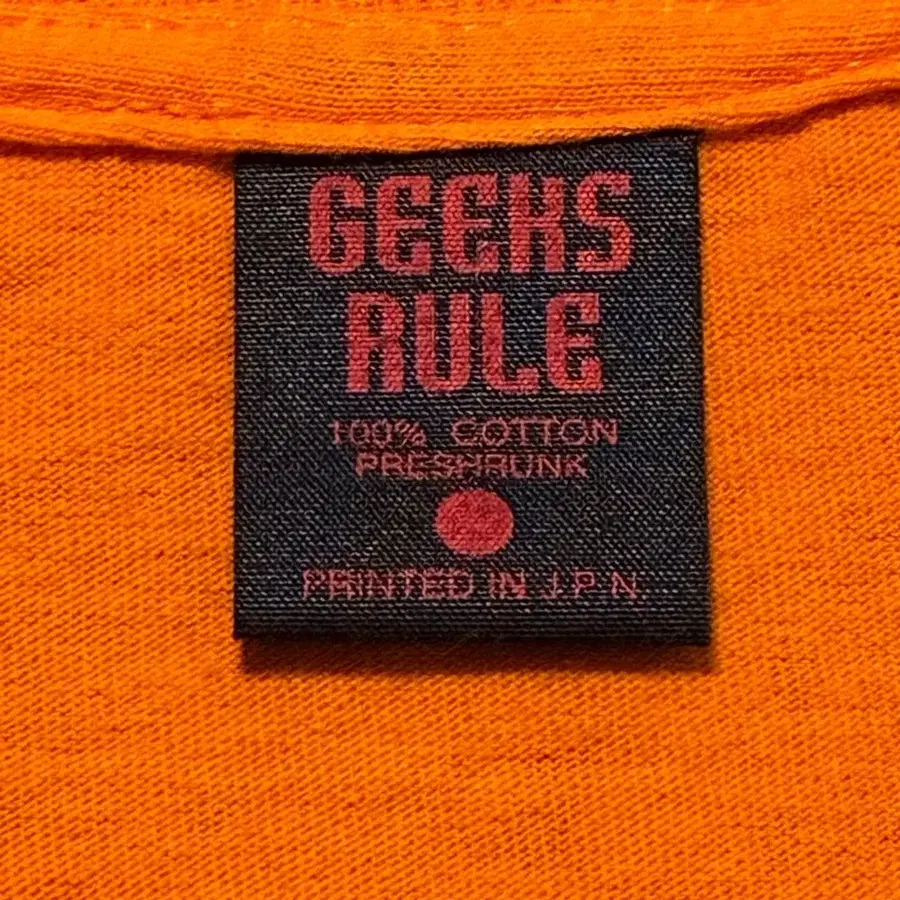 GEEKS
RULE
100% COTTON
PRESHRUNK
PRINTED IN J.P.N.